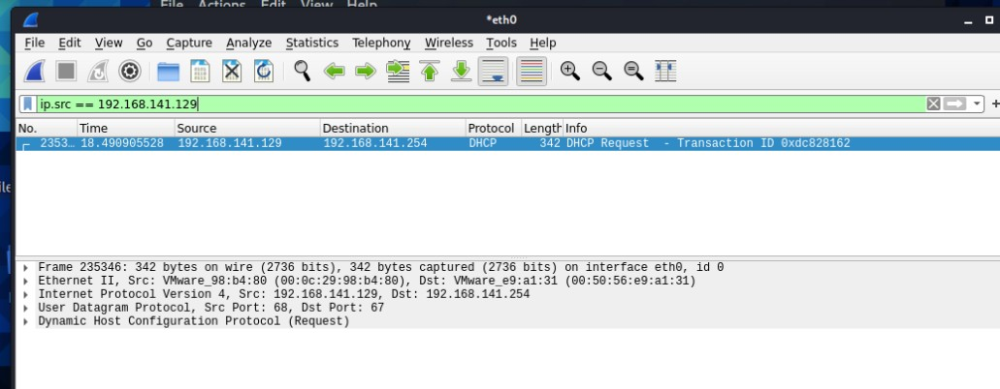 File Actions Edit View Help
*eth0
File Edit View Go Capture Analyze Statistics Telephony Wireless Tools Help
ip.src == 192.168.141.129
No. Time Source Destination Protocol Length Info
2353… 18.490905528 192.168.141.129 192.168.141.254 DHCP 342 DHCP Request - Transaction ID 0xdc828162
Frame 235346: 342 bytes on wire (2736 bits), 342 bytes captured (2736 bits) on interface eth0, id 0
Ethernet II, Src: VMware_98:b4:80 (00:0c:29:98:b4:80), Dst: VMware_e9:a1:31 (00:50:56:e9:a1:31)
Internet Protocol Version 4, Src: 192.168.141.129, Dst: 192.168.141.254
User Datagram Protocol, Src Port: 68, Dst Port: 67
Dynamic Host Configuration Protocol (Request)